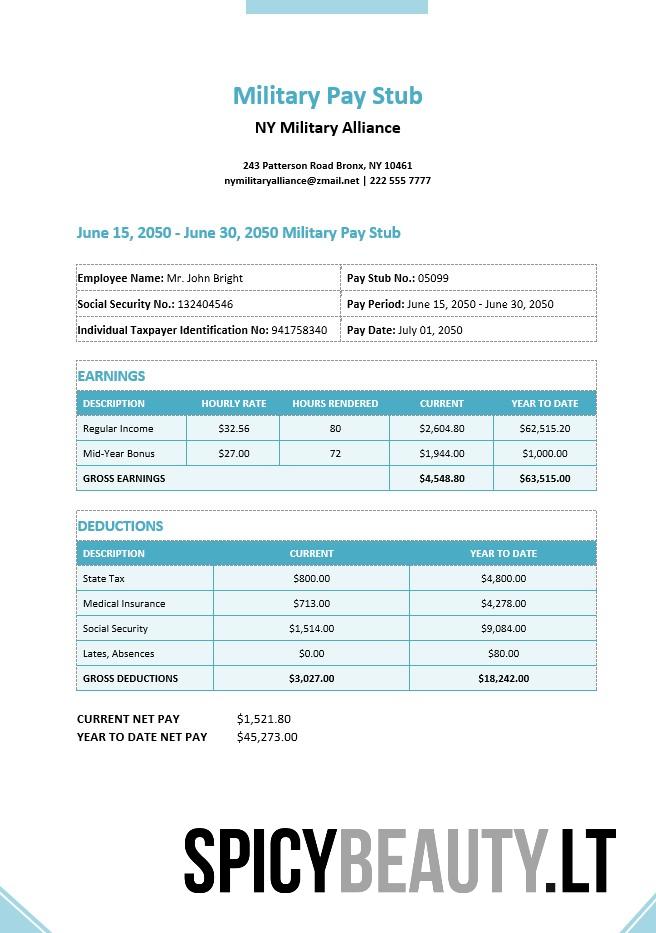 Military Pay Stub
NY Military Alliance
243 Patterson Road Bronx, NY 10461
nymilitaryalliance@zmail.net | 222 555 7777
June 15, 2050 - June 30, 2050 Military Pay Stub
Employee Name: Mr. John Bright Pay Stub No.: 05099
Social Security No.: 132404546 Pay Period: June 15, 2050 - June 30, 2050
Individual Taxpayer Identification No: 941758340 Pay Date: July 01, 2050
EARNINGS
DESCRIPTION HOURLY RATE HOURS RENDERED CURRENT YEAR TO DATE
Regular Income $32.56 80 $2,604.80 $62,515.20
Mid-Year Bonus $27.00 72 $1,944.00 $1,000.00
GROSS EARNINGS $4,548.80 $63,515.00
DEDUCTIONS
DESCRIPTION CURRENT YEAR TO DATE
State Tax $800.00 $4,800.00
Medical Insurance $713.00 $4,278.00
Social Security $1,514.00 $9,084.00
Lates, Absences $0.00 $80.00
GROSS DEDUCTIONS $3,027.00 $18,242.00
CURRENT NET PAY $1,521.80
YEAR TO DATE NET PAY $45,273.00
SPICYBEAUTY.LT